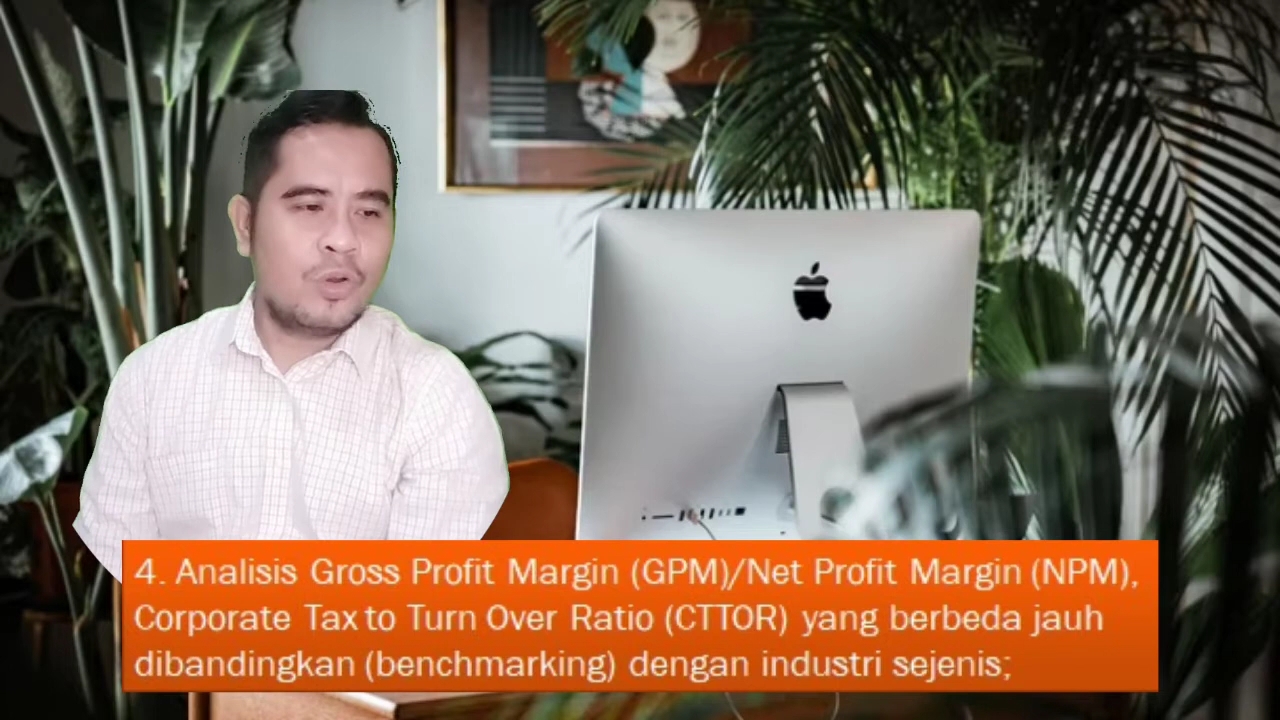 4. Analisis Gross Profit Margin (GPM)/Net Profit Margin (NPM),
Corporate Tax to Turn Over Ratio (CTTOR) yang berbeda jauh
dibandingkan (benchmarking) dengan industri sejenis;